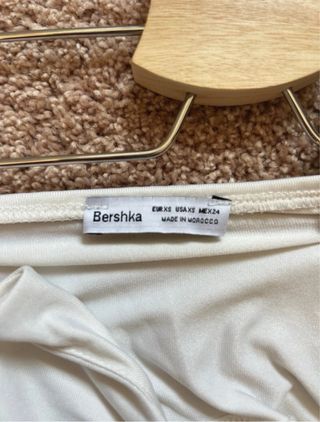 Bershka
EUR XS USA XS MEX 24
MADE IN MOROCCO